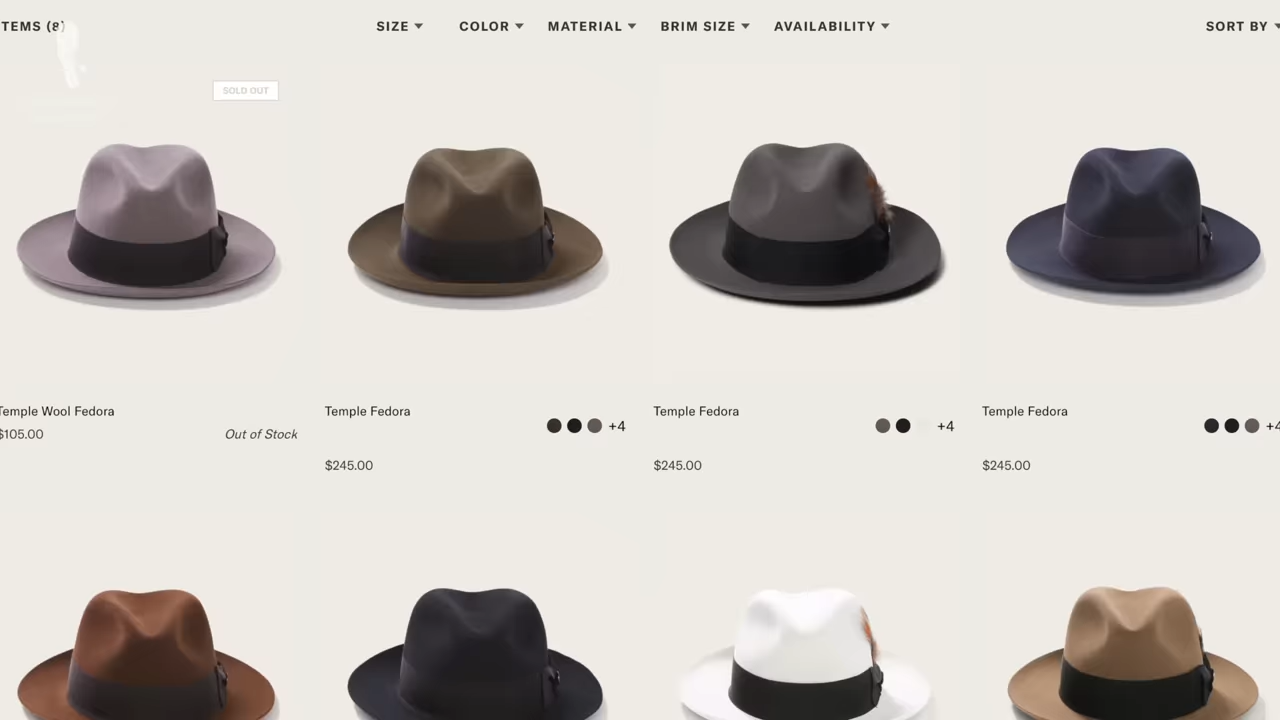 TEMS (8) SIZE COLOR MATERIAL BRIM SIZE AVAILABILITY SORT BY
SOLD OUT
Temple Wool Fedora
$105.00
Out of Stock
Temple Fedora
+4
$245.00
Temple Fedora
+4
$245.00
Temple Fedora
+4
$245.00